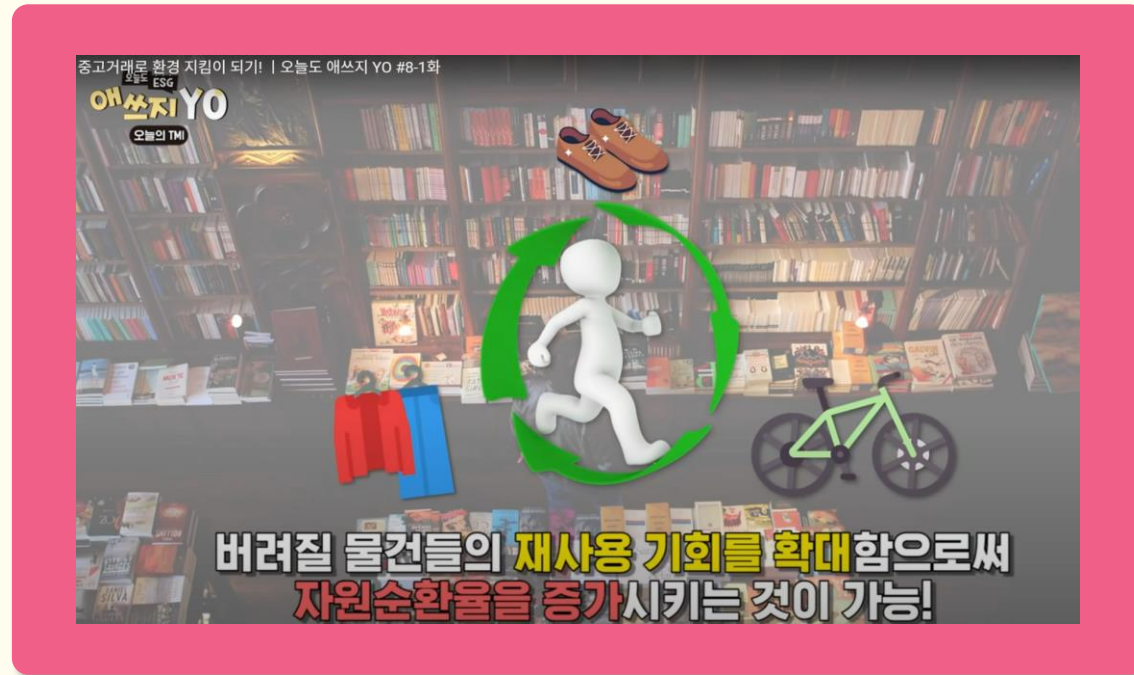 중고거래로 환경 지킴이 되기! ㅣ오늘도 애쓰지 YO #8-1화
오늘도 ESG
애쓰지 YO
오늘의 TMI
버려질 물건들의 재사용 기회를 확대함으로써
자원순환율을 증가시키는 것이 가능!
SILVA